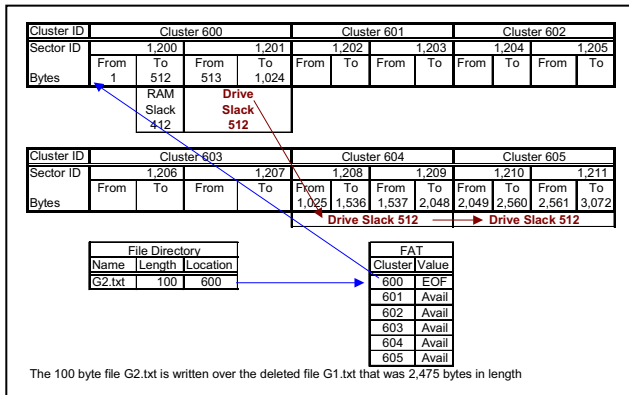 Cluster ID Cluster 600 Cluster 601 Cluster 602
Sector ID 1,200 1,201 1,202 1,203 1,204 1,205
From To From To From To From To From To From To
Bytes 1 512 513 1,024
RAM Drive
Slack Slack
412 512
Cluster ID Cluster 603 Cluster 604 Cluster 605
Sector ID 1,206 1,207 1,208 1,209 1,210 1,211
From To From To From To From To From To From To
Bytes 1,025 1,536 1,537 2,048 2,049 2,560 2,561 3,072
Drive Slack 512 Drive Slack 512
File Directory FAT
Name Length Location Cluster Value
G2.txt 100 600 600 EOF
601 Avail
602 Avail
603 Avail
604 Avail
605 Avail
The 100 byte file G2.txt is written over the deleted file G1.txt that was 2,475 bytes in length